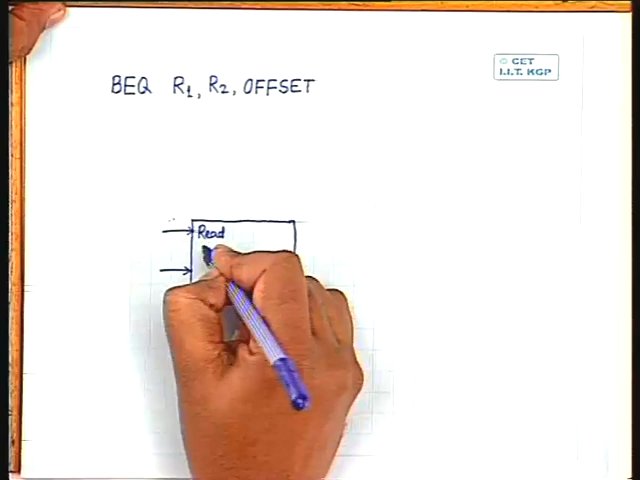 BEQ R1, R2, OFFSET
© CET
I.I.T. KGP
Read